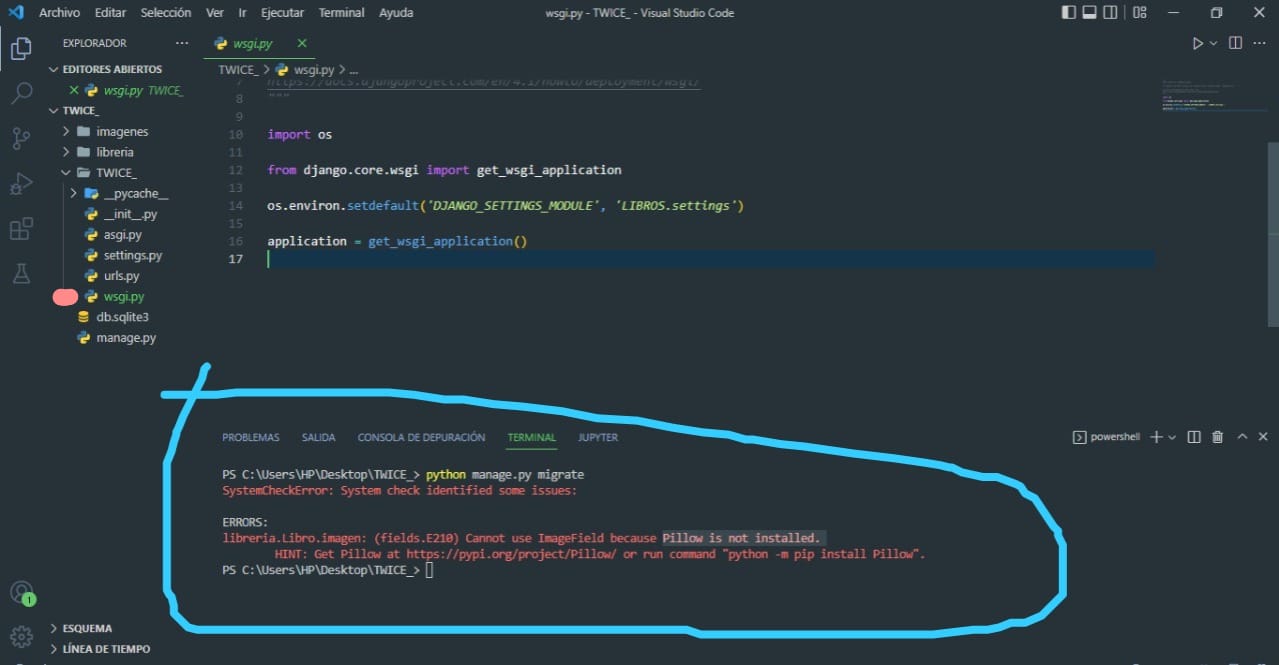 Archivo Editar Selección Ver Ir Ejecutar Terminal Ayuda
wsgi.py - TWICE_ - Visual Studio Code
EXPLORADOR
EDITORES ABIERTOS
wsgi.py TWICE_
TWICE_
imagenes
libreria
TWICE_
__pycache__
__init__.py
asgi.py
settings.py
urls.py
wsgi.py
db.sqlite3
manage.py
ESQUEMA
LÍNEA DE TIEMPO
1
wsgi.py
TWICE_ > wsgi.py > ...
7 https://docs.djangoproject.com/en/4.1/howto/deployment/wsgi/
8 """
9
10 import os
11
12 from django.core.wsgi import get_wsgi_application
13
14 os.environ.setdefault('DJANGO_SETTINGS_MODULE', 'LIBROS.settings')
15
16 application = get_wsgi_application()
17
PROBLEMAS SALIDA CONSOLA DE DEPURACIÓN TERMINAL JUPYTER
powershell
PS C:\Users\HP\Desktop\TWICE_> python manage.py migrate
SystemCheckError: System check identified some issues:
ERRORS:
libreria.Libro.imagen: (fields.E210) Cannot use ImageField because Pillow is not installed.
HINT: Get Pillow at https://pypi.org/project/Pillow/ or run command "python -m pip install Pillow".
PS C:\Users\HP\Desktop\TWICE_>